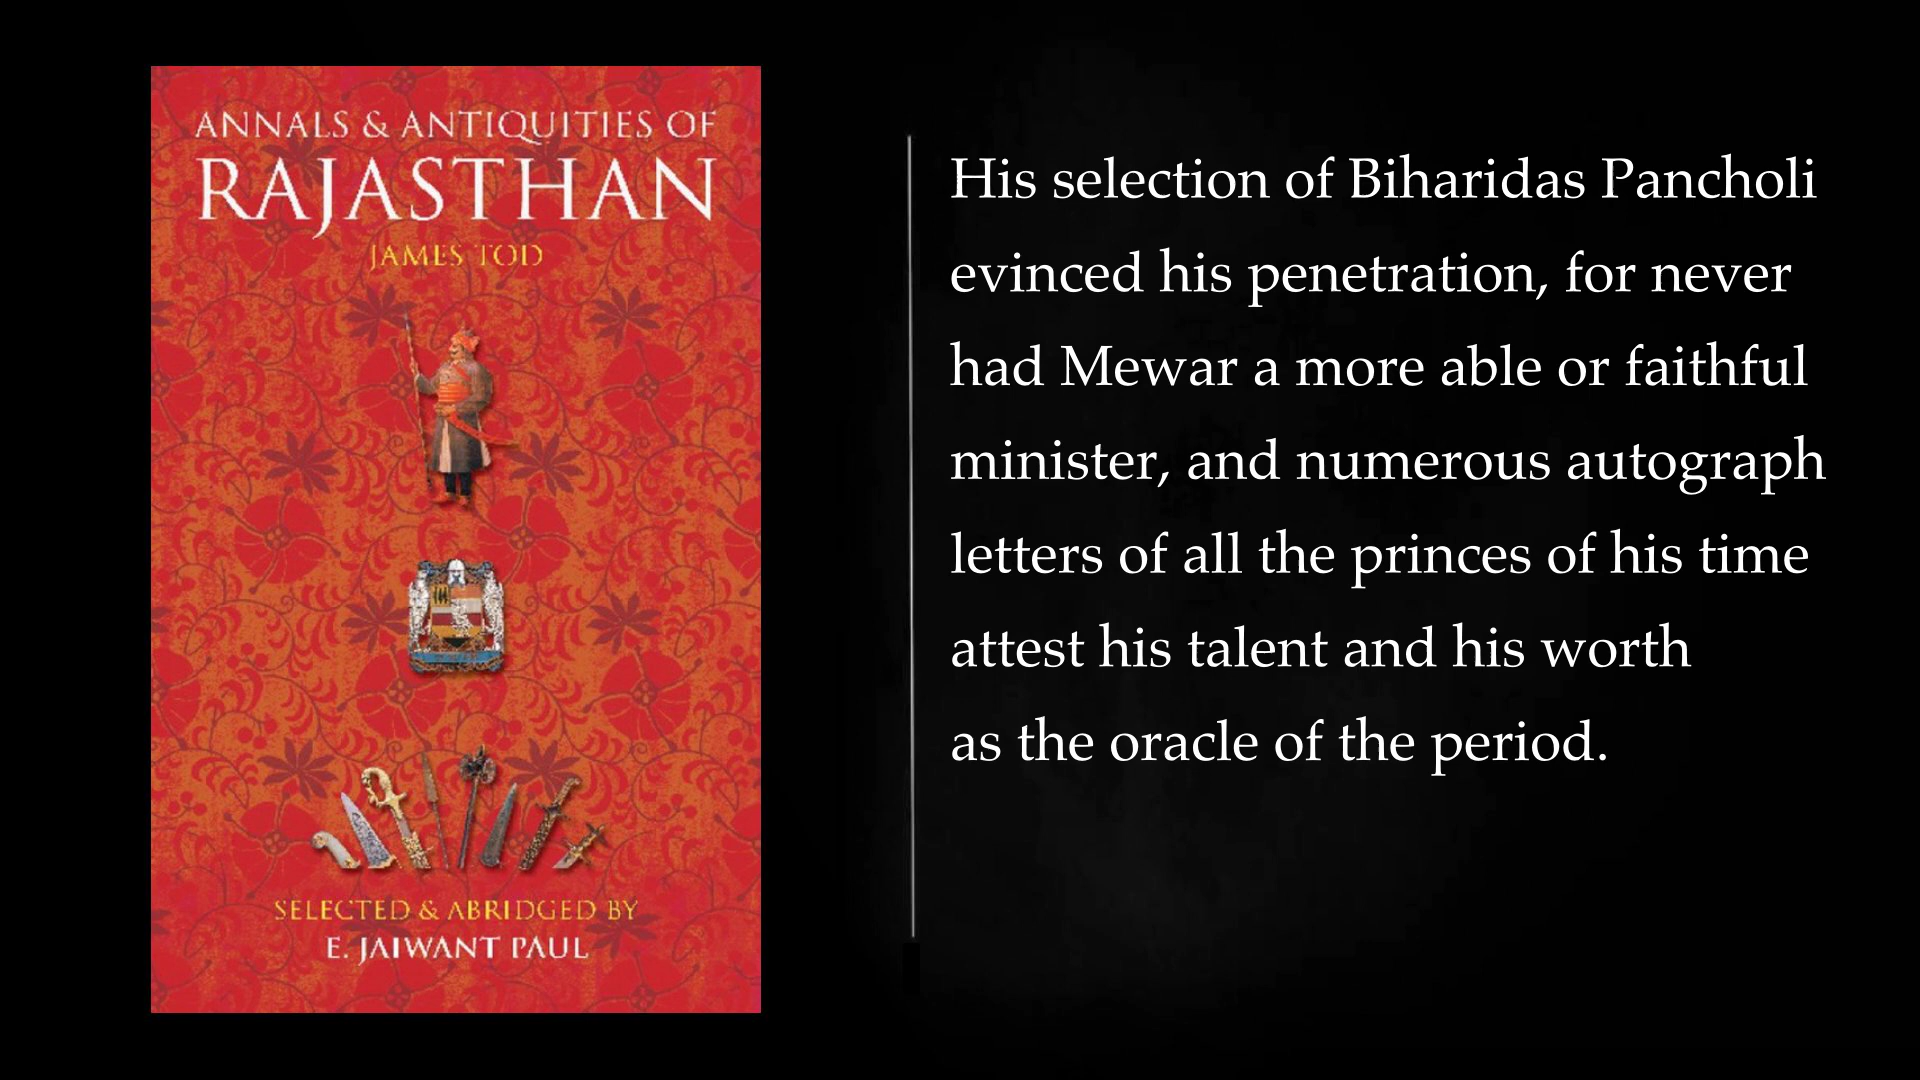 ANNALS & ANTIQUITIES OF
RAJASTHAN
JAMES TOD
SELECTED & ABRIDGED BY
E. JAIWANT PAUL
His selection of Biharidas Pancholi
evinced his penetration, for never
had Mewar a more able or faithful
minister, and numerous autograph
letters of all the princes of his time
attest his talent and his worth
as the oracle of the period.